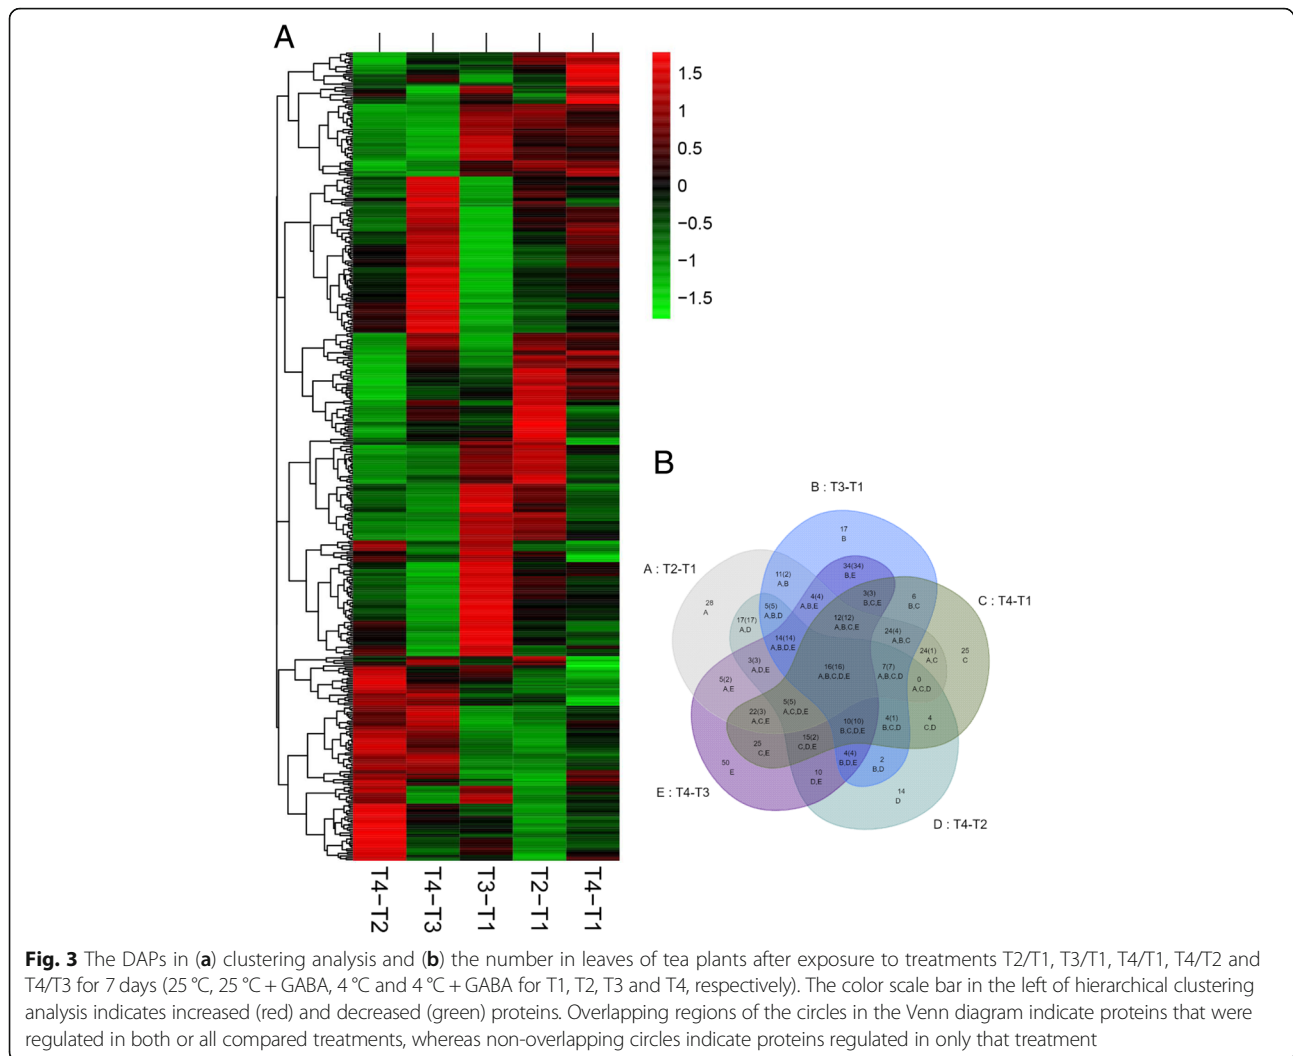 A
1.5
1
0.5
0
−0.5
−1
−1.5
T4−T2
T4−T3
T3−T1
T2−T1
T4−T1
B
B : T3-T1
A : T2-T1
C : T4-T1
E : T4-T3
D : T4-T2
17
B
34(34)
B,E
11(2)
A,B
4(4)
A,B,E
3(3)
B,C,E
6
B,C
28
A
17(17)
A,D
5(5)
A,B,D
12(12)
A,B,C,E
24(4)
A,B,C
24(1)
A,C
25
C
14(14)
A,B,D,E
3(3)
A,D,E
16(16)
A,B,C,D,E
7(7)
A,B,C,D
0
A,C,D
5(2)
A,E
22(3)
A,C,E
5(5)
A,C,D,E
10(10)
B,C,D,E
4(1)
B,C,D
4
C,D
25
C,E
15(2)
C,D,E
4(4)
B,D,E
2
B,D
50
E
10
D,E
14
D
Fig. 3 The DAPs in (a) clustering analysis and (b) the number in leaves of tea plants after exposure to treatments T2/T1, T3/T1, T4/T1, T4/T2 and
T4/T3 for 7 days (25 °C, 25 °C + GABA, 4 °C and 4 °C + GABA for T1, T2, T3 and T4, respectively). The color scale bar in the left of hierarchical clustering
analysis indicates increased (red) and decreased (green) proteins. Overlapping regions of the circles in the Venn diagram indicate proteins that were
regulated in both or all compared treatments, whereas non-overlapping circles indicate proteins regulated in only that treatment